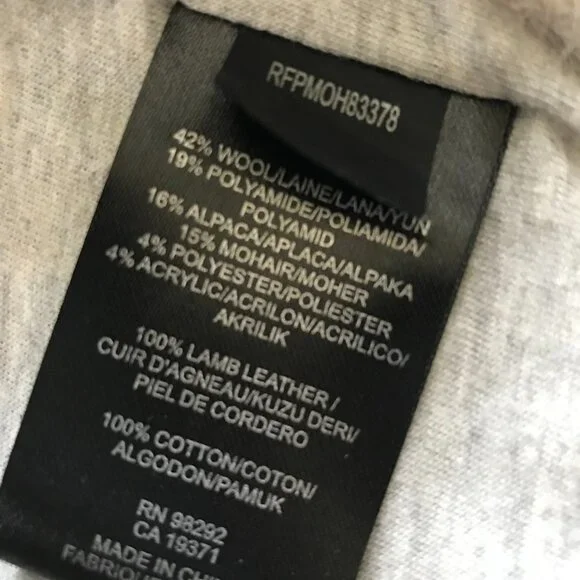 RFPMOH83378
42% WOOL/LAINE/LANA/YUN
19% POLYAMIDE/POLIAMIDA/
POLYAMID
16% ALPACA/APLACA/ALPAKA
15% MOHAIR/MOHER
4% POLYESTER/POLIESTER
4% ACRYLIC/ACRILON/ACRILICO/
AKRILIK
100% LAMB LEATHER /
CUIR D'AGNEAU/KUZU DERI/
PIEL DE CORDERO
100% COTTON/COTON/
ALGODON/PAMUK
RN 98292
CA 19371
MADE IN